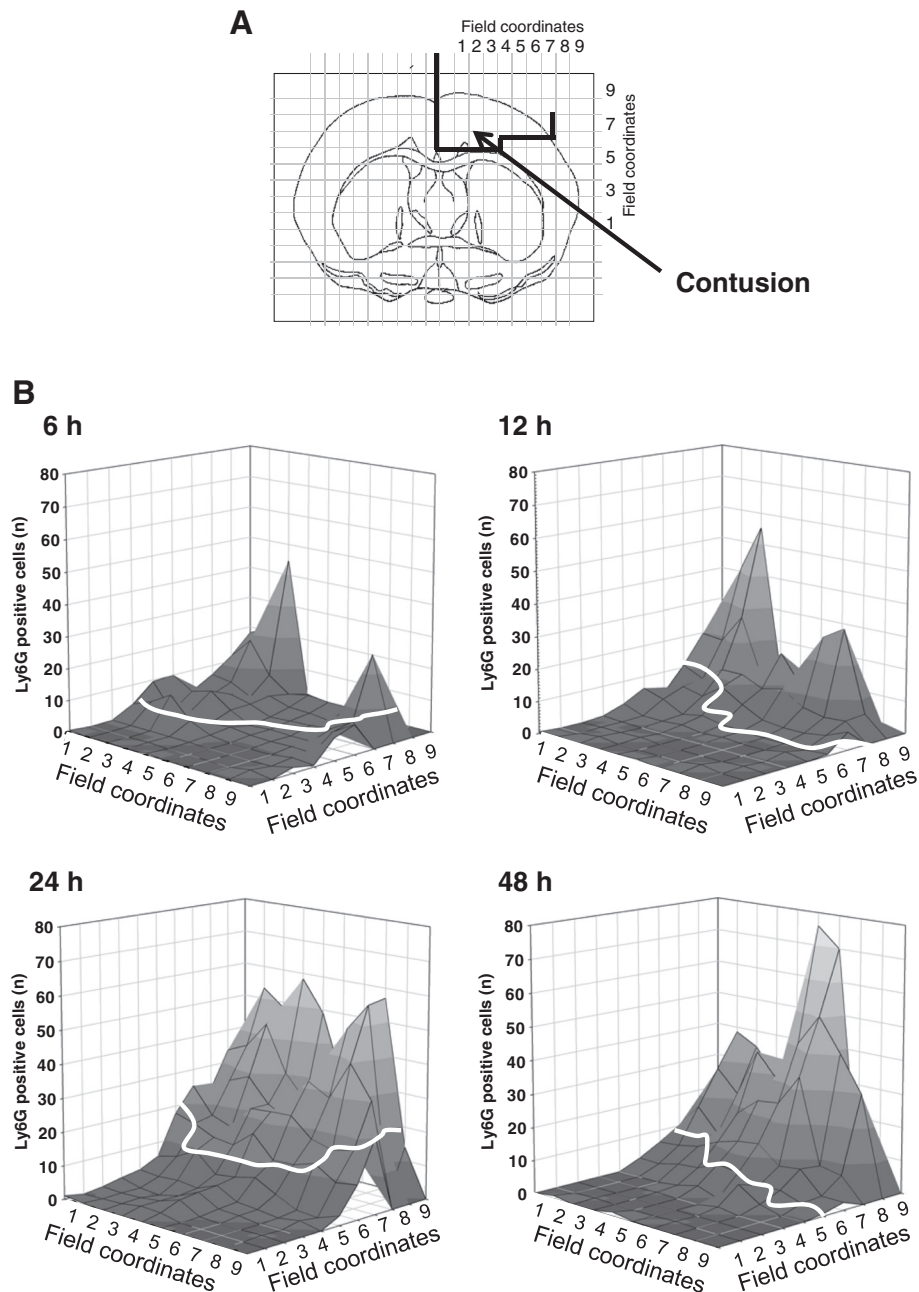 A
Field coordinates
1 2 3 4 5 6 7 8 9
9
7
5
3
1
Field coordinates
Contusion
B
6 h
80
70
60
50
40
30
20
10
0
Ly6G positive cells (n)
1 2 3 4 5 6 7 8 9
Field coordinates
1 2 3 4 5 6 7 8 9
Field coordinates
12 h
80
70
60
50
40
30
20
10
0
Ly6G positive cells (n)
1 2 3 4 5 6 7 8 9
Field coordinates
1 2 3 4 5 6 7 8 9
Field coordinates
24 h
80
70
60
50
40
30
20
10
0
Ly6G positive cells (n)
1 2 3 4 5 6 7 8 9
Field coordinates
1 2 3 4 5 6 7 8 9
Field coordinates
48 h
80
70
60
50
40
30
20
10
0
Ly6G positive cells (n)
1 2 3 4 5 6 7 8 9
Field coordinates
1 2 3 4 5 6 7 8 9
Field coordinates